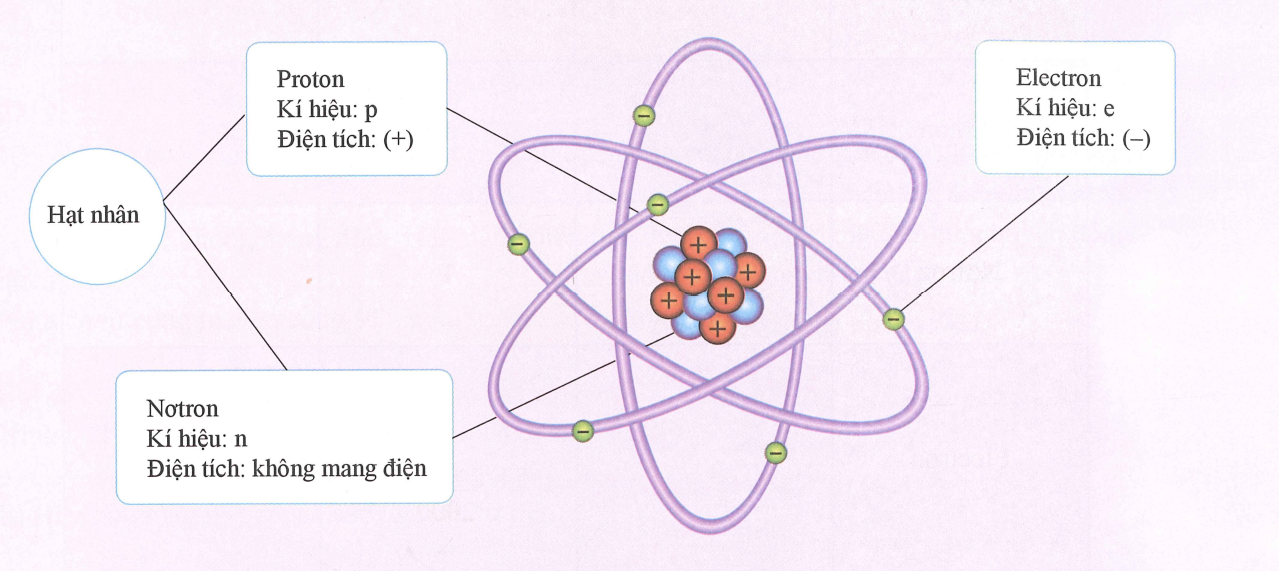 Hạt nhân
Proton
Kí hiệu: p
Điện tích: (+)
Nơtron
Kí hiệu: n
Điện tích: không mang điện
Electron
Kí hiệu: e
Điện tích: (–)
+
+
+
+
+
+
−
−
−
−
−
−